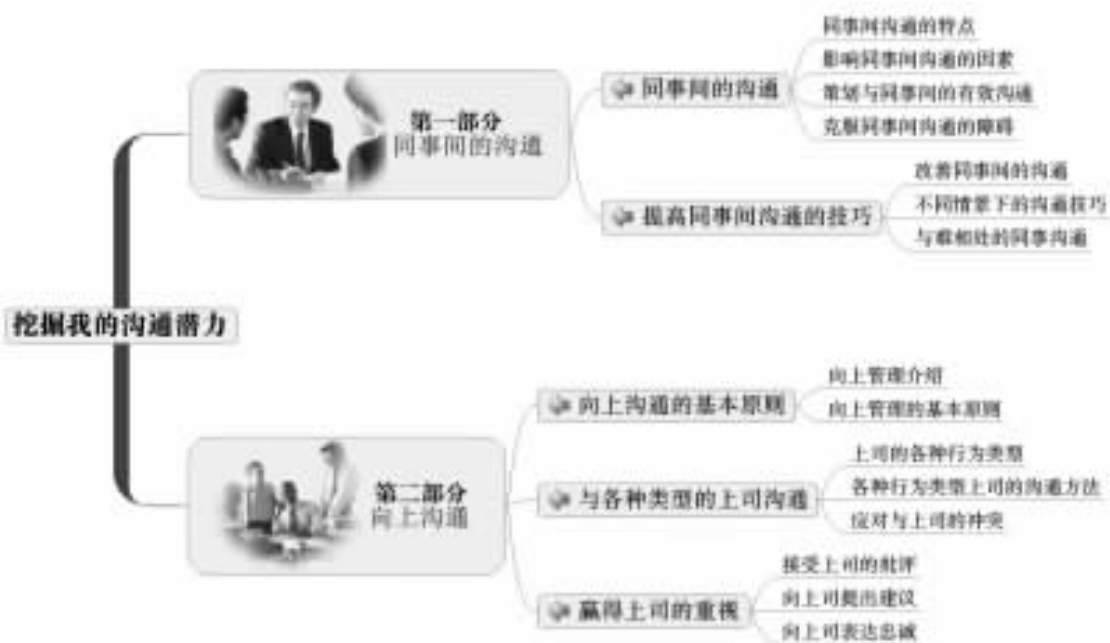 挖掘我的沟通潜力
第一部分
同事间的沟通
同事间的沟通
同事间沟通的特点
影响同事间沟通的因素
策划与同事间的有效沟通
克服同事间沟通的障碍
提高同事间沟通的技巧
改善同事间的沟通
不同情景下的沟通技巧
与难相处的同事沟通
第二部分
向上沟通
向上沟通的基本原则
向上管理介绍
向上管理的基本原则
与各种类型的上司沟通
上司的各种行为类型
各种行为类型上司的沟通方法
应对与上司的冲突
赢得上司的重视
接受上司的批评
向上司提出建议
向上司表达忠诚